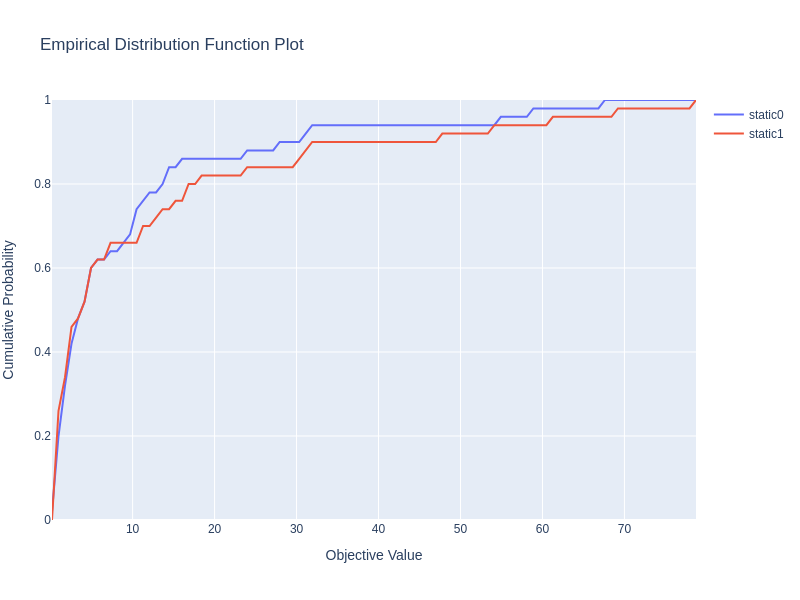 Empirical Distribution Function Plot
1
0.8
0.6
0.4
0.2
0
10
20
30
40
50
60
70
Objective Value
Cumulative Probability
static0
static1